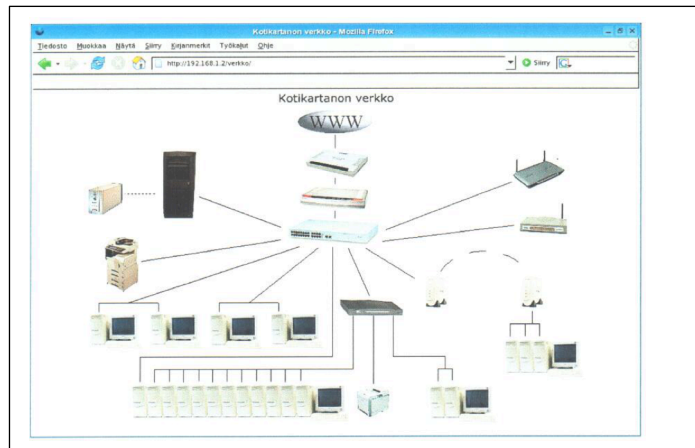 Kotikartanon verkko - Mozilla Firefox
Tiedosto Muokkaa Näytä Siirry Kirjanmerkit Työkalut Ohje
http://192.168.1.2/verkko/ Siirry
Kotikartanon verkko
WWW